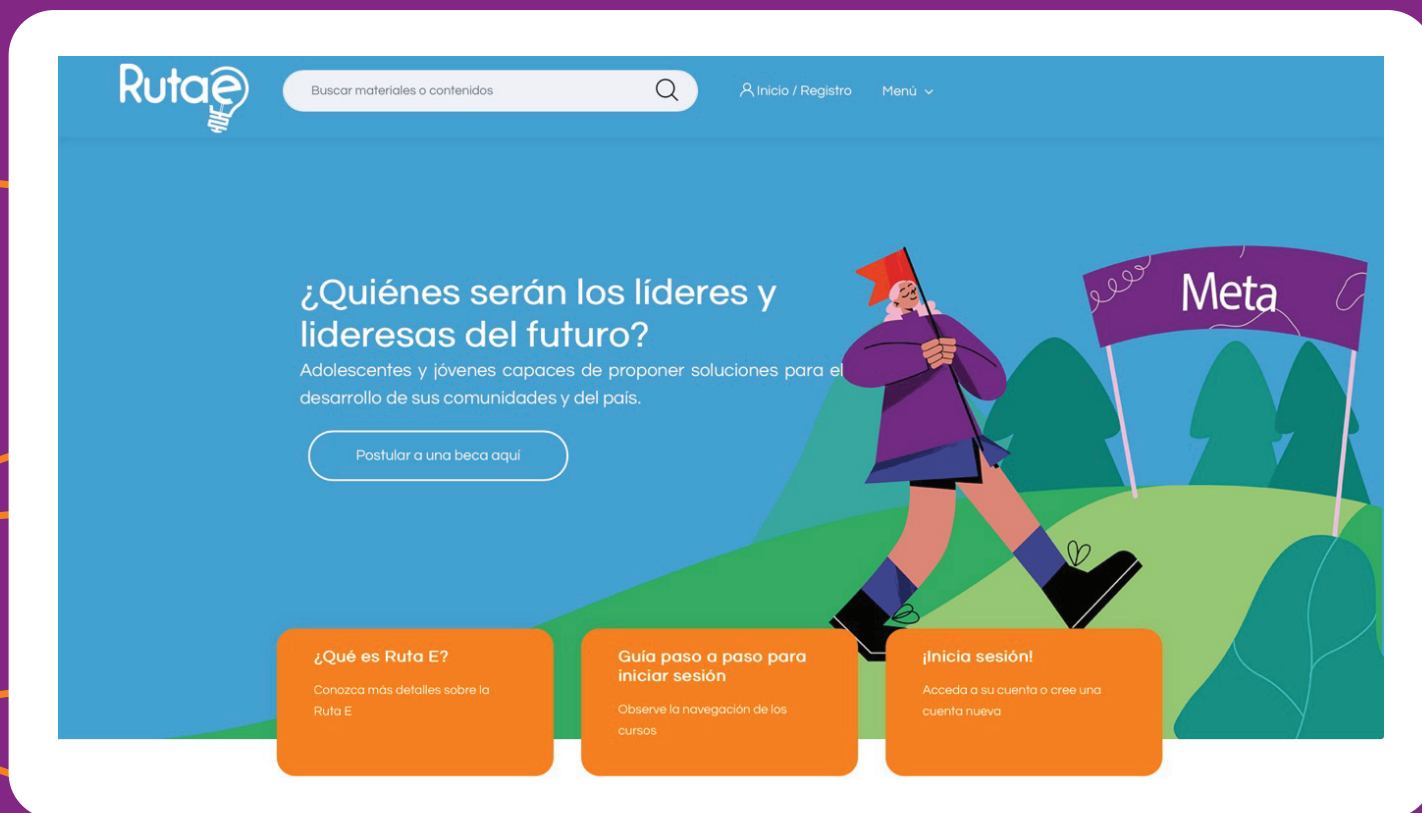 Rutae
Buscar materiales o contenidos
Inicio / Registro
Menú
¿Quiénes serán los líderes y
lideresas del futuro?
Adolescentes y jóvenes capaces de proponer soluciones para el
desarrollo de sus comunidades y del país.
Postular a una beca aquí
Meta
¿Qué es Ruta E?
Conozca más detalles sobre la
Ruta E
Guía paso a paso para
iniciar sesión
Observe la navegación de los
cursos
¡Inicia sesión!
Acceda a su cuenta o cree una
cuenta nueva